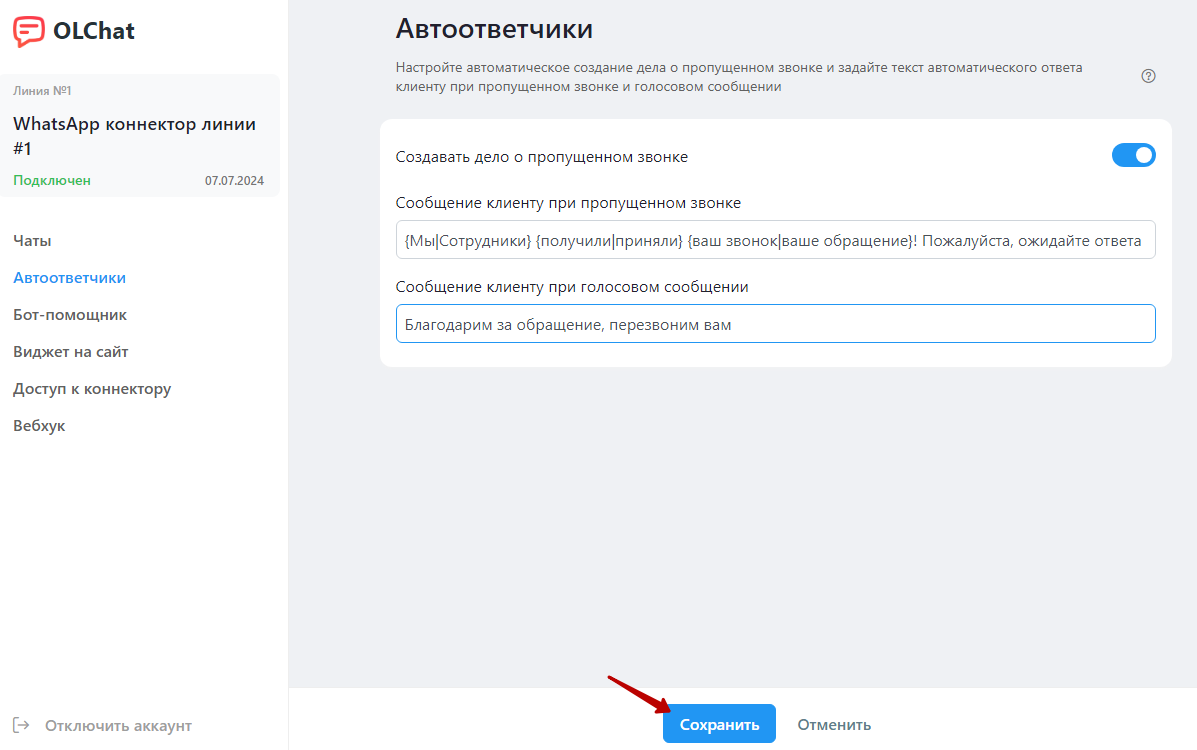 OLChat
Линия №1
WhatsApp коннектор линии
#1
Подключен 07.07.2024
Чаты
Автоответчики
Бот-помощник
Виджет на сайт
Доступ к коннектору
Вебхук
Отключить аккаунт
Автоответчики
Настройте автоматическое создание дела о пропущенном звонке и задайте текст автоматического ответа
клиенту при пропущенном звонке и голосовом сообщении
?
Создавать дело о пропущенном звонке
Сообщение клиенту при пропущенном звонке
{Мы|Сотрудники} {получили|приняли} {ваш звонок|ваше обращение}! Пожалуйста, ожидайте ответа
Сообщение клиенту при голосовом сообщении
Благодарим за обращение, перезвоним вам
Сохранить Отменить